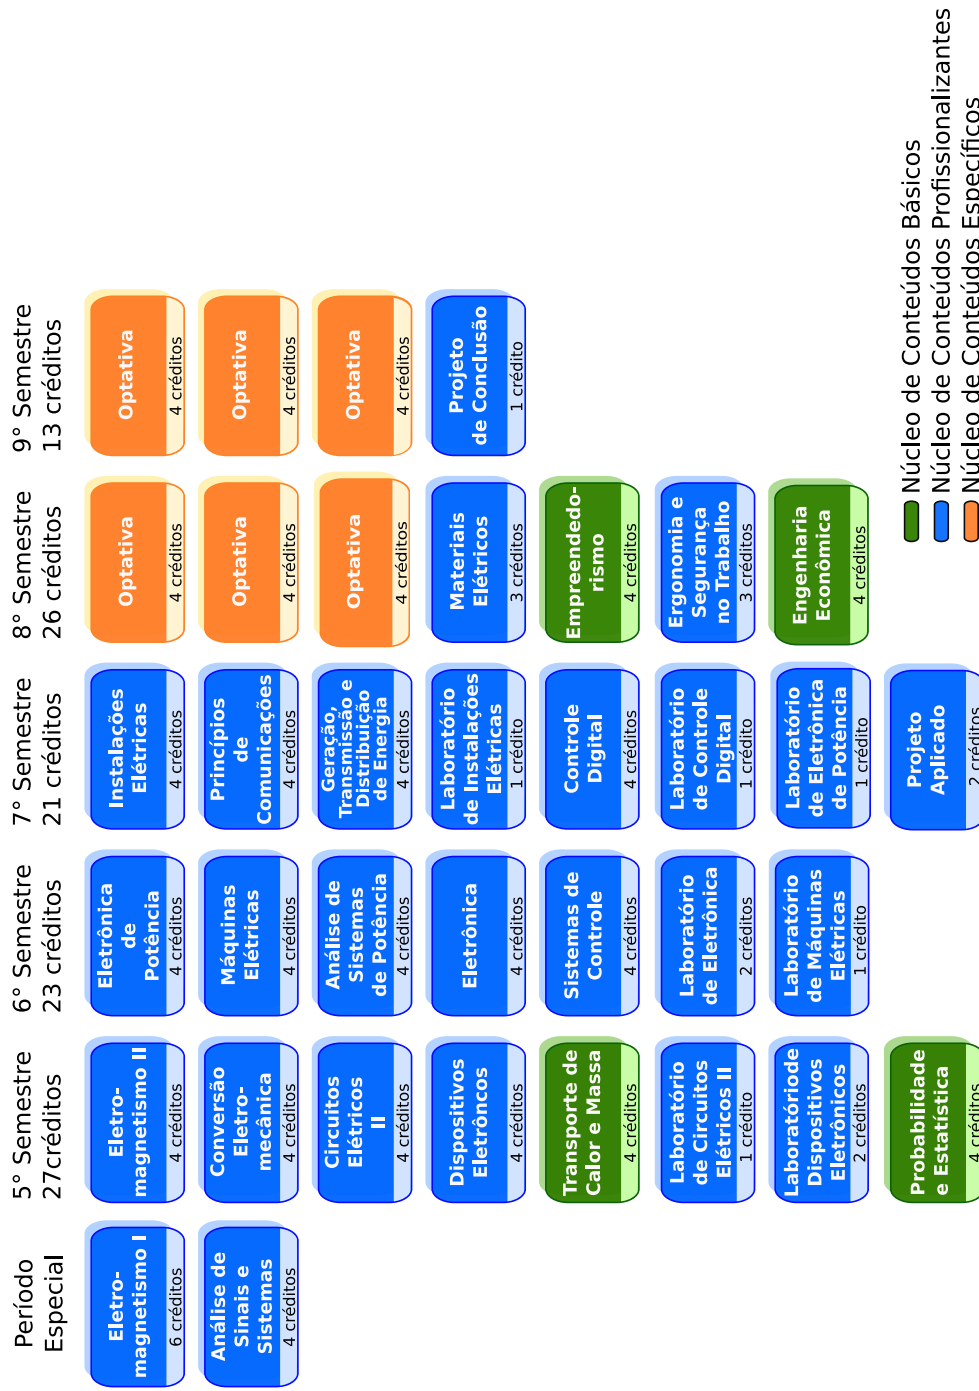 Período
Especial
Eletro-
magnetismo I
6 créditos
Análise de
Sinais e
Sistemas
4 créditos
5° Semestre
27créditos
Eletro-
magnetismo II
4 créditos
Conversão
Eletro-
mecânica
4 créditos
Circuitos
Elétricos
II
4 créditos
Dispositivos
Eletrôncos
4 créditos
Transporte de
Calor e Massa
4 créditos
Laboratório
de Circuitos
Elétricos II
1 crédito
Laboratóriode
Dispositivos
Eletrônicos
2 créditos
Probabilidade
e Estatística
4 créditos
6° Semestre
23 créditos
Eletrônica
de
Potência
4 créditos
Máquinas
Elétricas
4 créditos
Análise de
Sistemas
de Potência
4 créditos
Eletrônica
4 créditos
Sistemas de
Controle
4 créditos
Laboratório
de Eletrônica
2 créditos
Laboratório
de Máquinas
Elétricas
1 crédito
7° Semestre
21 créditos
Instalações
Elétricas
4 créditos
Princípios
de
Comunicações
4 créditos
Geração,
Transmissão e
Distribuição
de Energia
4 créditos
Laboratório
de Instalações
Elétricas
1 crédito
Controle
Digital
4 créditos
Laboratório
de Controle
Digital
1 crédito
Laboratório
de Eletrônica
de Potência
1 crédito
Projeto
Aplicado
2 créditos
8° Semestre
26 créditos
Optativa
4 créditos
Optativa
4 créditos
Optativa
4 créditos
Materiais
Elétricos
3 créditos
Empreendedo-
rismo
4 créditos
Ergonomia e
Segurança
no Trabalho
3 créditos
Engenharia
Econômica
4 créditos
9° Semestre
13 créditos
Optativa
4 créditos
Optativa
4 créditos
Optativa
4 créditos
Projeto
de Conclusão
1 crédito
Núcleo de Conteúdos Básicos
Núcleo de Conteúdos Profissionalizantes
Núcleo de Conteúdos Específicos